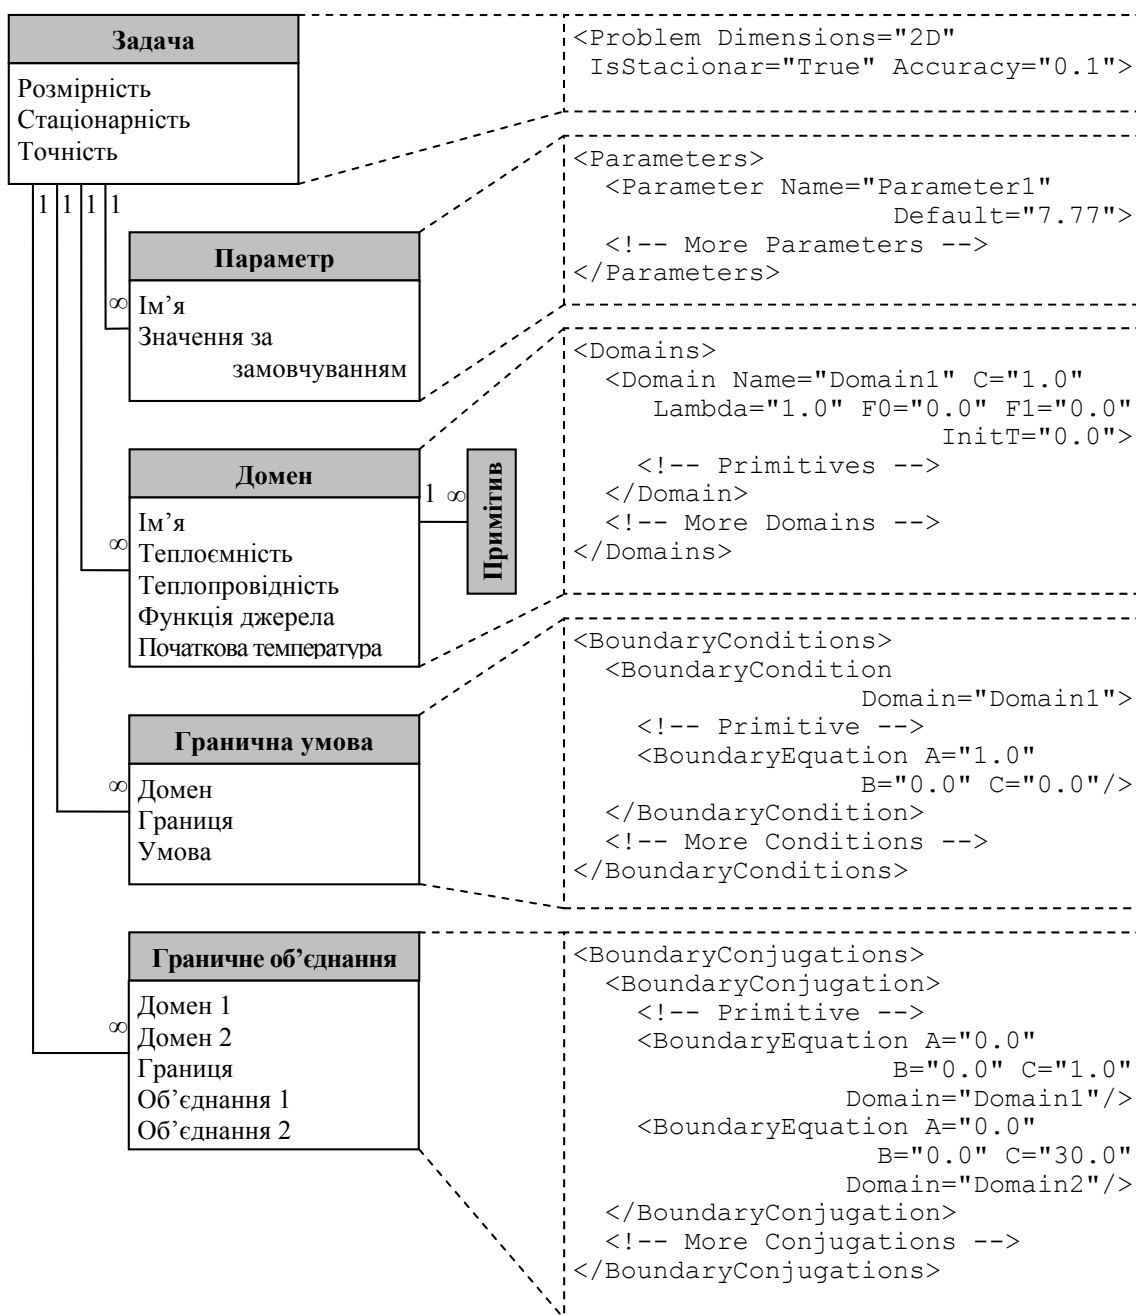 Задача
Розмірність
Стаціонарність
Точність
<Problem Dimensions="2D"
IsStacionar="True" Accuracy="0.1">
1 1 1 1
Параметр
∞
Ім’я
Значення за
замовчуванням
<Parameters>
<Parameter Name="Parameter1"
Default="7.77">
<!-- More Parameters -->
</Parameters>
Домен
∞
Ім’я
Теплоємність
Теплопровідність
Функція джерела
Початкова температура
1 ∞
Примітив
<Domains>
<Domain Name="Domain1" C="1.0"
Lambda="1.0" F0="0.0" F1="0.0"
InitT="0.0">
<!-- Primitives -->
</Domain>
<!-- More Domains -->
</Domains>
Гранична умова
∞
Домен
Границя
Умова
<BoundaryConditions>
<BoundaryCondition
Domain="Domain1">
<!-- Primitive -->
<BoundaryEquation A="1.0"
B="0.0" C="0.0"/>
</BoundaryCondition>
<!-- More Conditions -->
</BoundaryConditions>
Граничне об’єднання
∞
Домен 1
Домен 2
Границя
Об’єднання 1
Об’єднання 2
<BoundaryConjugations>
<BoundaryConjugation>
<!-- Primitive -->
<BoundaryEquation A="0.0"
B="0.0" C="1.0"
Domain="Domain1"/>
<BoundaryEquation A="0.0"
B="0.0" C="30.0"
Domain="Domain2"/>
</BoundaryConjugation>
<!-- More Conjugations -->
</BoundaryConjugations>